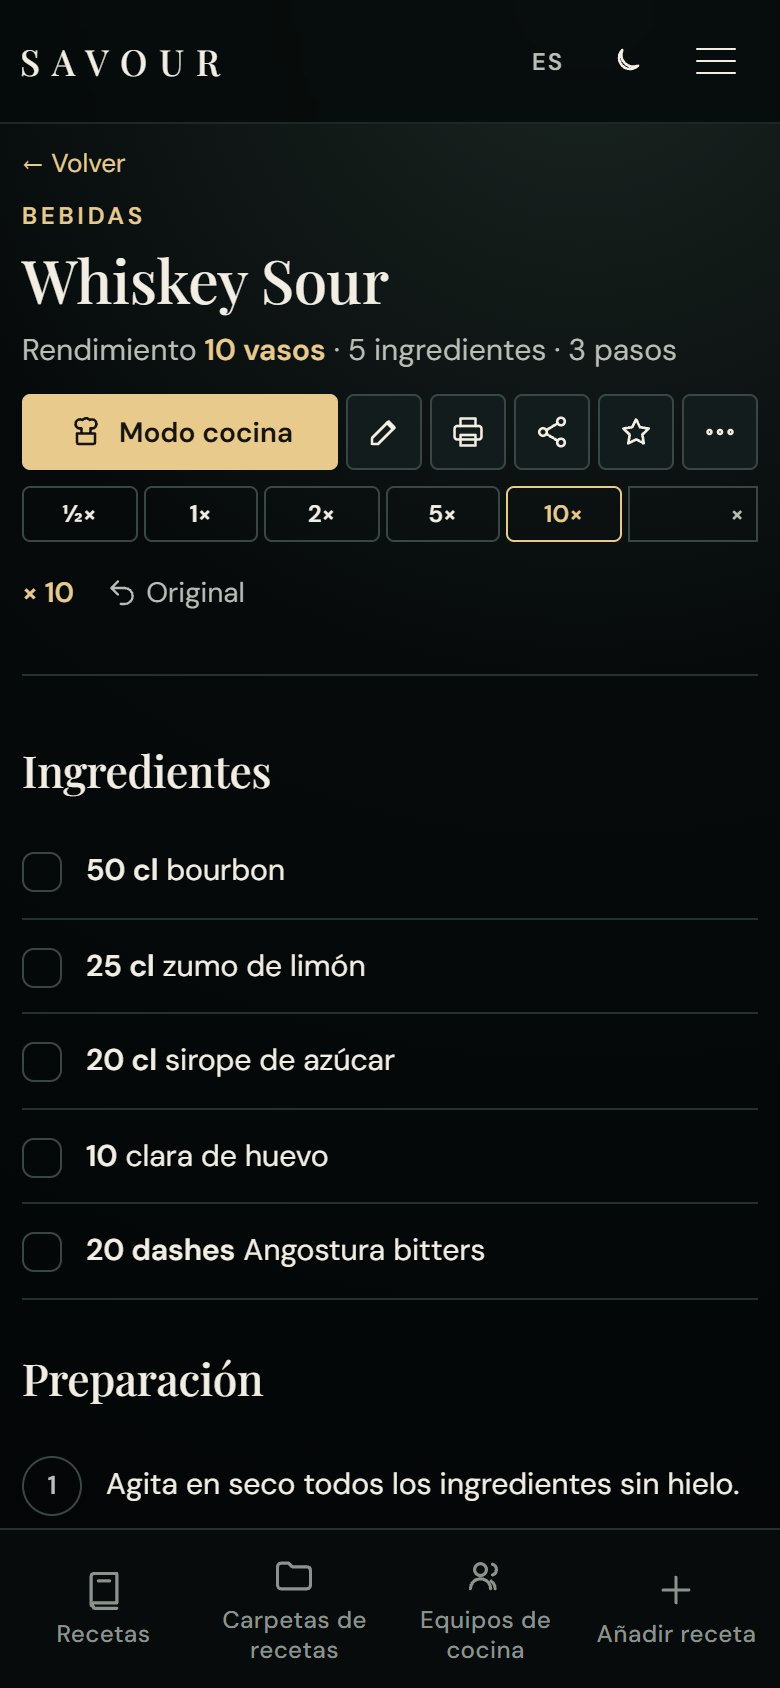 SAVOUR
ES
← Volver
BEBIDAS
Whiskey Sour
Rendimiento 10 vasos · 5 ingredientes · 3 pasos
Modo cocina
½×
1×
2×
5×
10×
×
× 10
Original
Ingredientes
50 cl bourbon
25 cl zumo de limón
20 cl sirope de azúcar
10 clara de huevo
20 dashes Angostura bitters
Preparación
1
Agita en seco todos los ingredientes sin hielo.
Recetas
Carpetas de
recetas
Equipos de
cocina
Añadir receta